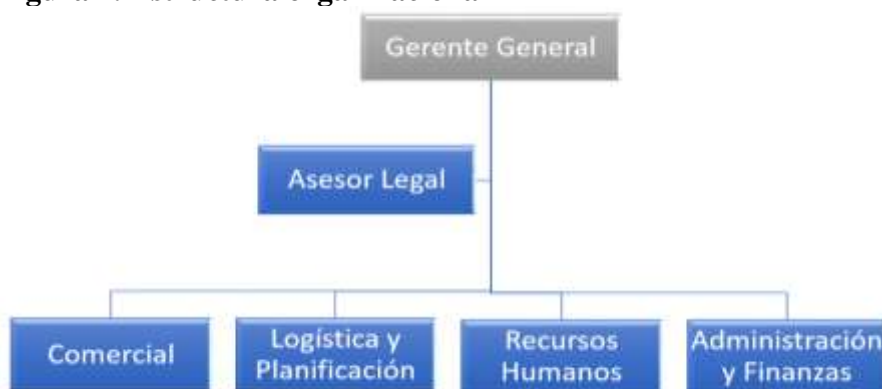 Gerente General
Asesor Legal
Comercial
Logística y
Planificación
Recursos
Humanos
Administración
y Finanzas